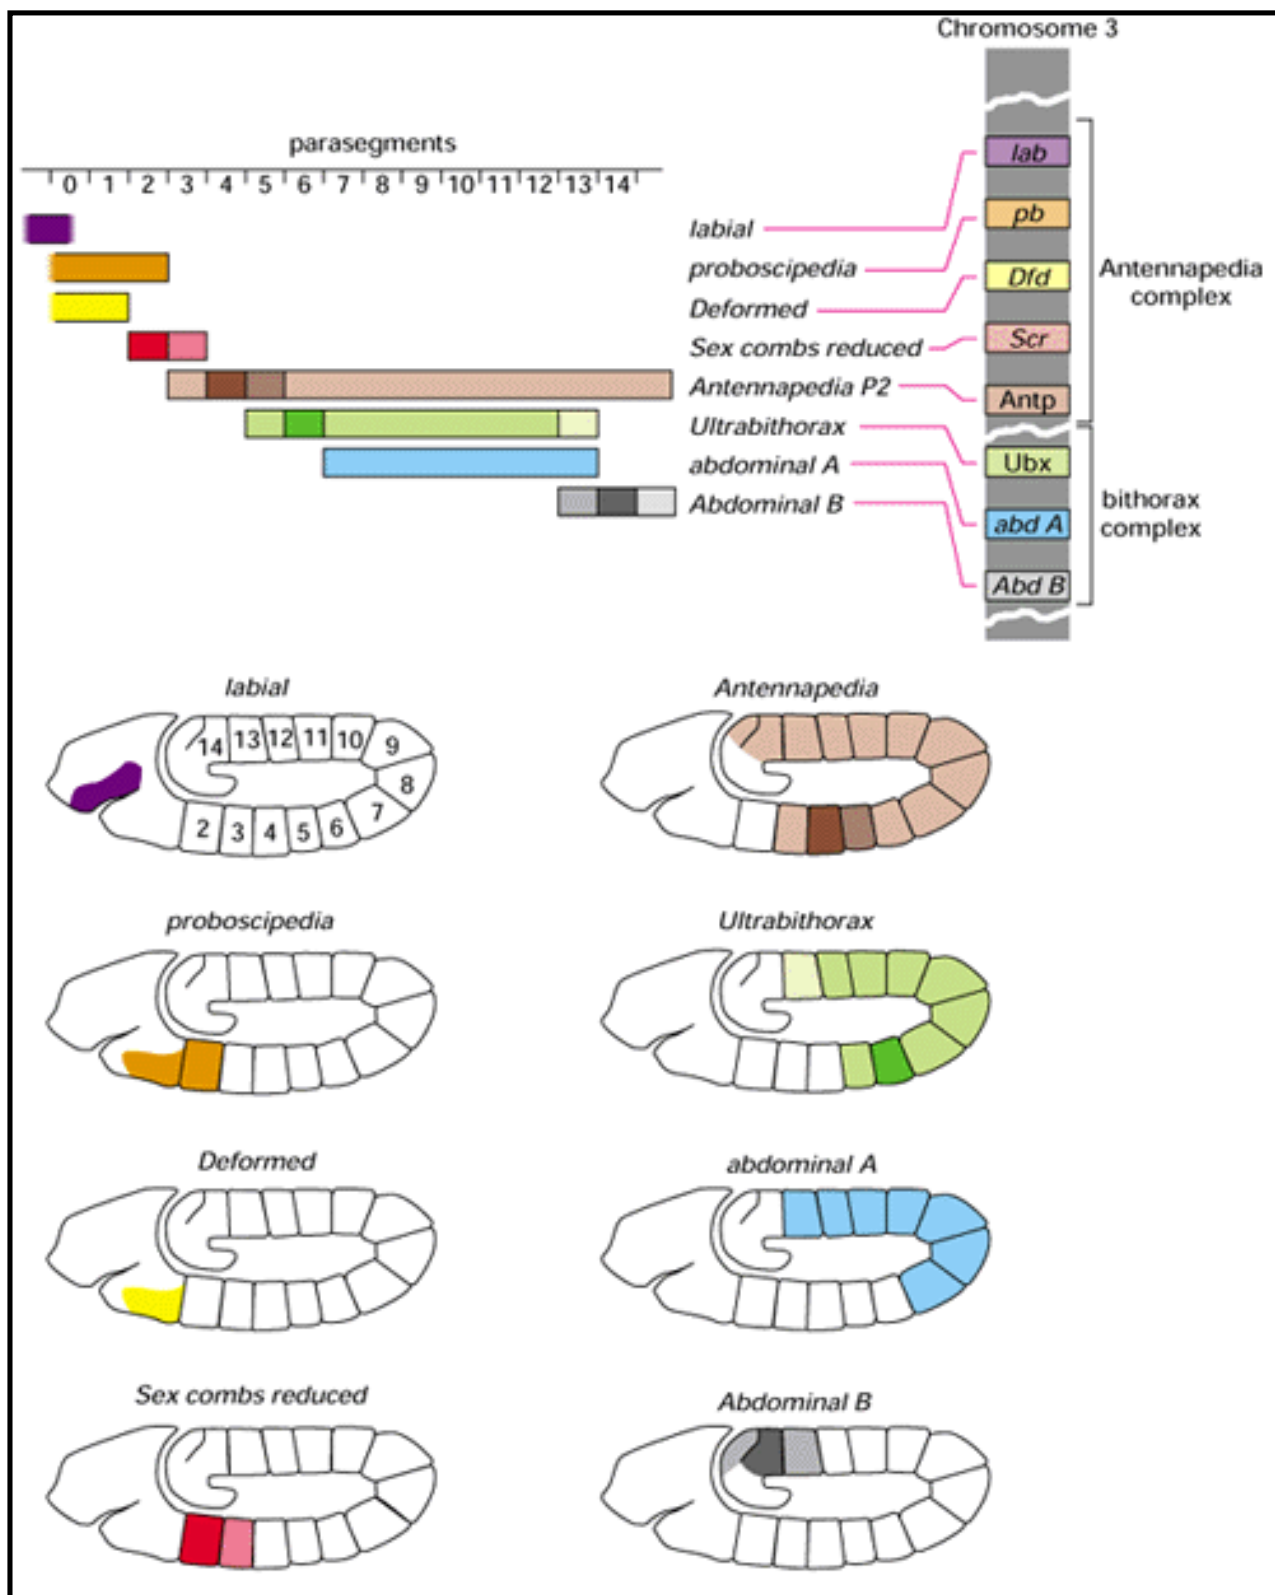 Chromosome 3
parasegments
0 1 2 3 4 5 6 7 8 9 10 11 12 13 14
labial
proboscipedia
Deformed
Sex combs reduced
Antennapedia P2
Ultrabithorax
abdominal A
Abdominal B
lab
pb
Dfd
Scr
Antp
Ubx
abd A
Abd B
Antennapedia
complex
bithorax
complex
labial
14 13 12 11 10 9
8
2 3 4 5 6 7
Antennapedia
proboscipedia
Ultrabithorax
Deformed
abdominal A
Sex combs reduced
Abdominal B